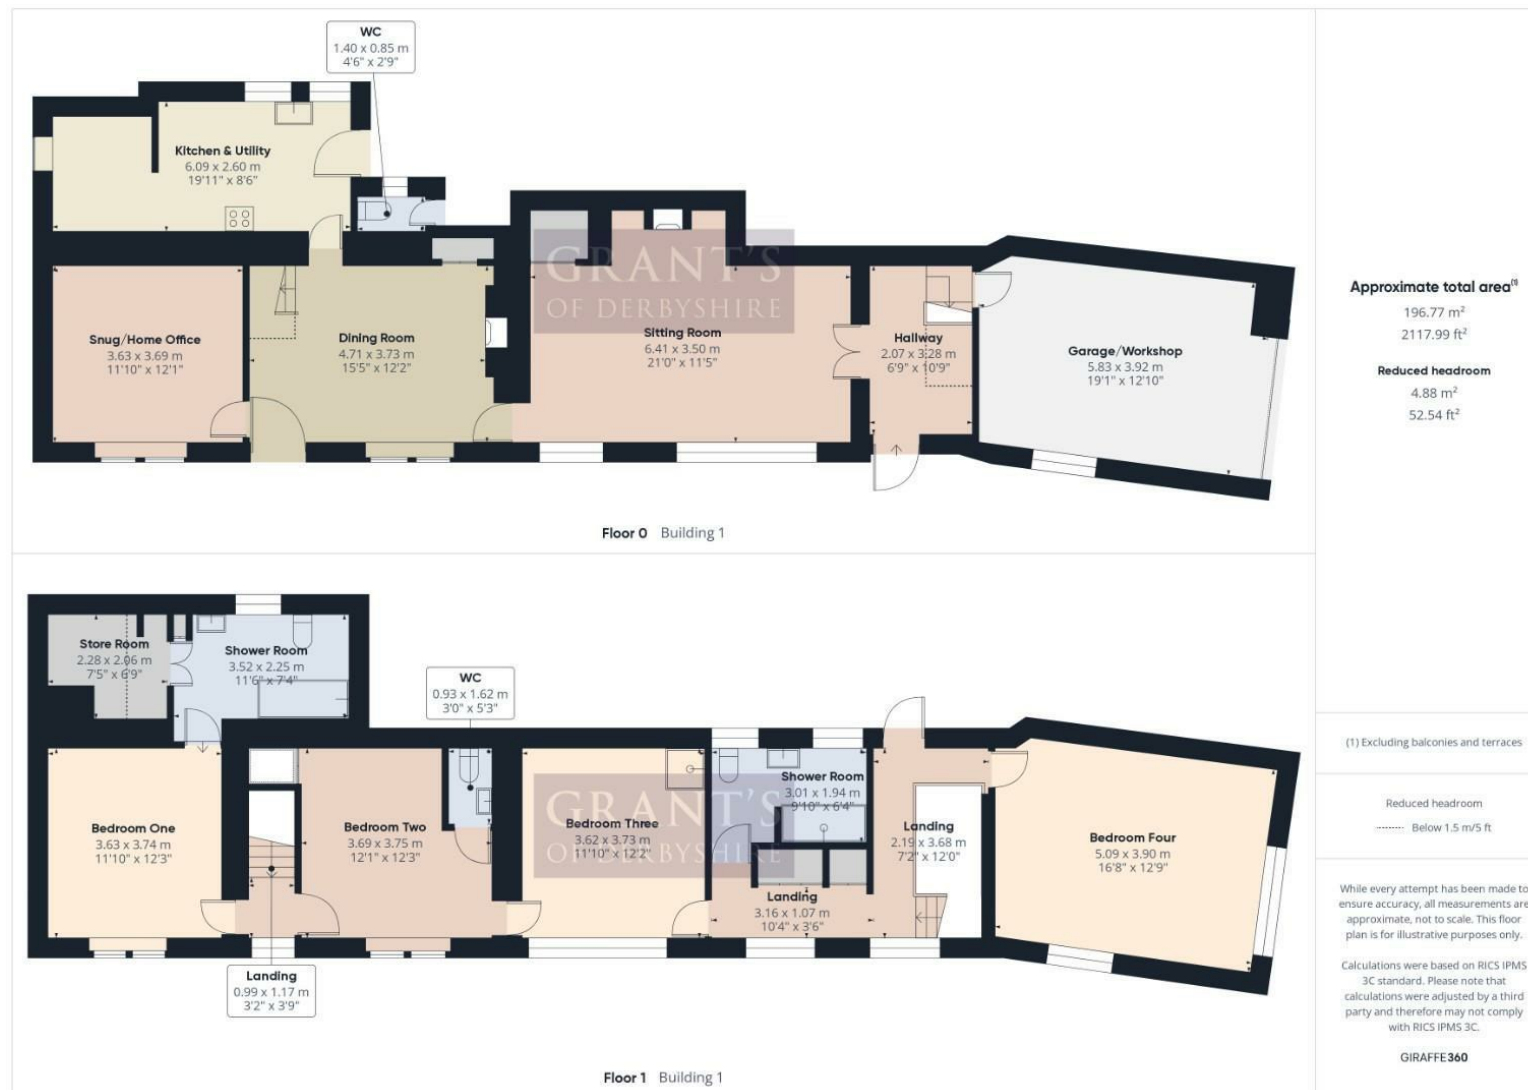 WC
1.40 x 0.85 m
4'6" x 2'9"
Kitchen & Utility
6.09 x 2.60 m
19'11" x 8'6"
Snug/Home Office
3.63 x 3.69 m
11'10" x 12'1"
Dining Room
4.71 x 3.73 m
15'5" x 12'2"
GRANT'S
OF DERBYSHIRE
Sitting Room
6.41 x 3.50 m
21'0" x 11'5"
Hallway
2.07 x 3.28 m
6'9" x 10'9"
Garage/Workshop
5.83 x 3.92 m
19'1" x 12'10"
Floor 0 Building 1
Approximate total area(1)
196.77 m²
2117.99 ft²
Reduced headroom
4.88 m²
52.54 ft²
Store Room
2.28 x 2.06 m
7'5" x 6'9"
Shower Room
3.52 x 2.25 m
11'6" x 7'4"
WC
0.93 x 1.62 m
3'0" x 5'3"
Bedroom One
3.63 x 3.74 m
11'10" x 12'3"
Bedroom Two
3.69 x 3.75 m
12'1" x 12'3"
GRANT'S
OF DERBYSHIRE
Bedroom Three
3.62 x 3.73 m
11'10" x 12'2"
Shower Room
3.01 x 1.94 m
9'10" x 6'4"
Landing
3.16 x 1.07 m
10'4" x 3'6"
Landing
2.19 x 3.68 m
7'2" x 12'0"
Bedroom Four
5.09 x 3.90 m
16'8" x 12'9"
Landing
0.99 x 1.17 m
3'2" x 3'9"
Floor 1 Building 1
(1) Excluding balconies and terraces
Reduced headroom
Below 1.5 m/5 ft
While every attempt has been made to
ensure accuracy, all measurements are
approximate, not to scale. This floor
plan is for illustrative purposes only.
Calculations were based on RICS IPMS
3C standard. Please note that
calculations were adjusted by a third
party and therefore may not comply
with RICS IPMS 3C.
GIRAFFE360